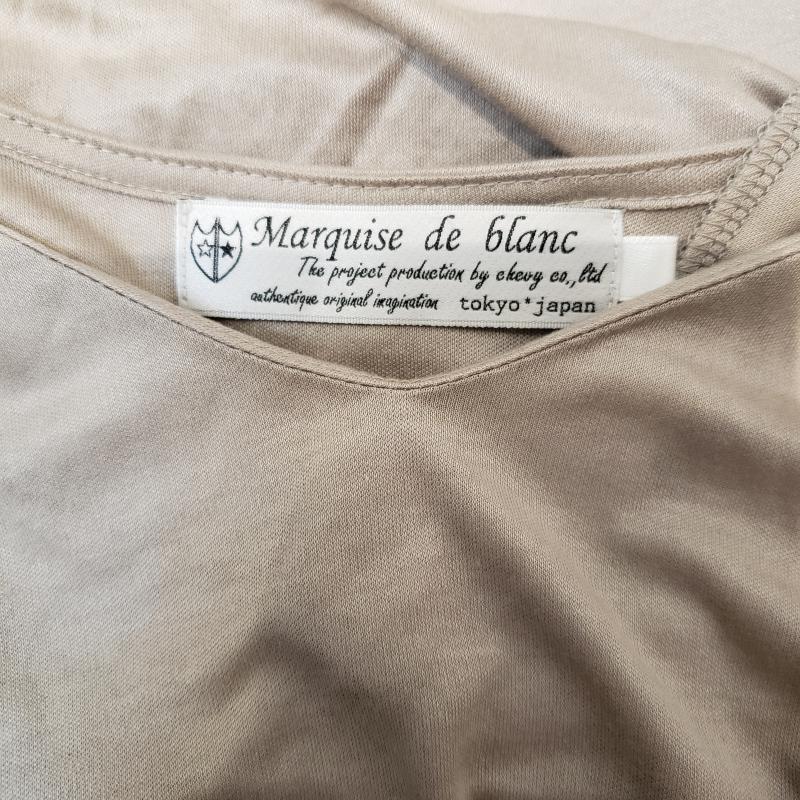 Marquise de blanc
The project production by chevy co.,ltd
authentique original imagination tokyo*japan